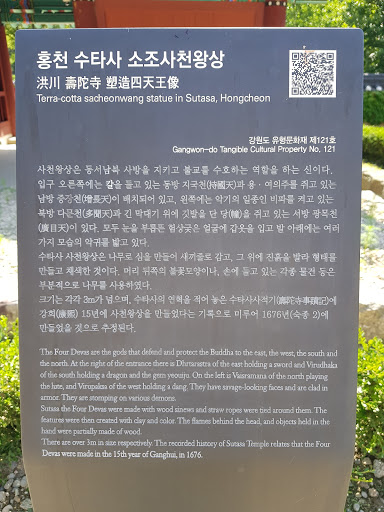 홍천 수타사 소조사천왕상
洪川 壽陀寺 塑造四天王像
Terra-cotta sacheonwang statue in Sutasa, Hongcheon
강원도 유형문화재 제121호
Gangwon-do Tangible Cultural Property No. 121
사천왕상은 동서남북 사방을 지키고 불교를 수호하는 역할을 하는 신이다.
입구 오른쪽에는 칼을 들고 있는 동방 지국천(持國天)과 용·여의주를 쥐고 있는
남방 증장천(增長天)이 배치되어 있고, 왼쪽에는 악기의 일종인 비파를 켜고 있는
북방 다문천(多聞天)과 긴 막대기 위에 깃발을 단 당(幢)을 쥐고 있는 서방 광목천
(廣目天)이 있다. 모두 눈을 부릅뜬 험상궂은 얼굴에 갑옷을 입고 발 아래에는 여러
가지 모습의 악귀를 밟고 있다.
수타사 사천왕상은 나무로 심을 만들어 새끼줄로 감고, 그 위에 진흙을 발라 형태를
만들고 채색한 것이다. 머리 뒤쪽의 불꽃모양이나, 손에 들고 있는 각종 물건 등은
부분적으로 나무를 사용하였다.
크기는 각각 3m가 넘으며, 수타사의 연혁을 적어 놓은 수타사사적기(壽陀寺事蹟記)에
강희(康熙) 15년에 사천왕상을 만들었다는 기록으로 미루어 1676년(숙종 2)에
만들었을 것으로 추정된다.
The Four Devas are the gods that defend and protect the Buddha to the east, the west, the south and
the north. At the right of the entrance there is Dhrtarastra of the east holding a sword and Virudhaka
of the south holding a dragon and the gem yeouiju. On the left is Vaisramana of the north playing
the lute, and Virupaksa of the west holding a dang. They have savage-looking faces and are clad in
armor. They are stomping on various demons.
Sutasa the Four Devas were made with wood sinews and straw ropes were tied around them. The
features were then created with clay and color. The flames behind the head, and objects held in the
hand were partially made of wood.
There are over 3m in size respectively. The recorded history of Sutasa Temple relates that the Four
Devas were made in the 15th year of Ganghui, in 1676.